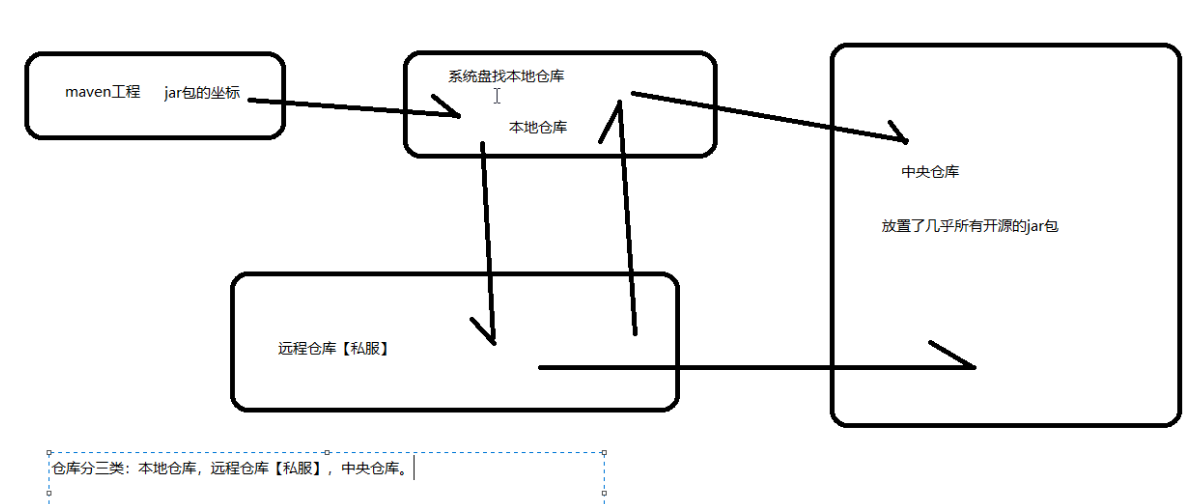 maven工程 jar包的坐标
系统盘找本地仓库
本地仓库
中央仓库
放置了几乎所有开源的jar包
远程仓库【私服】
仓库分三类：本地仓库，远程仓库【私服】，中央仓库。